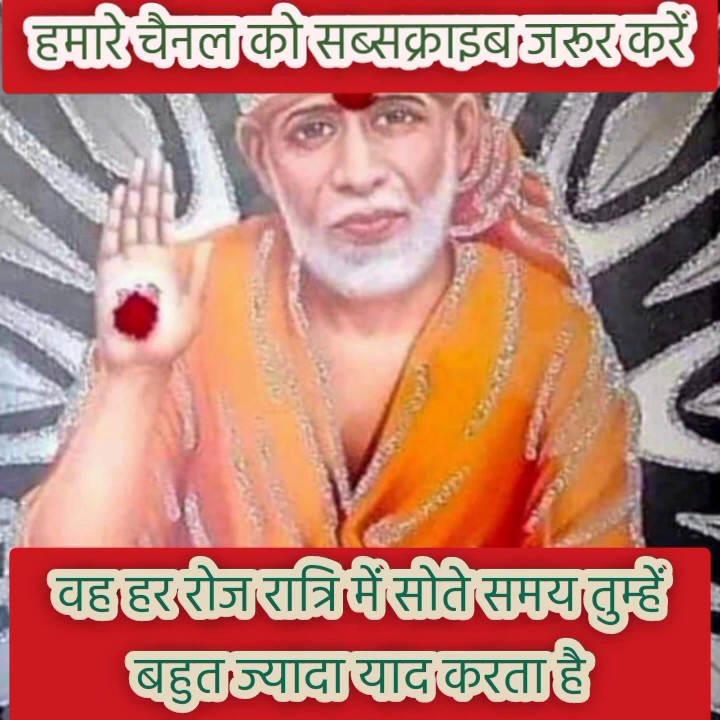 हमारे चैनल को सब्सक्राइब जरूर करें
वह हर रोज रात्रि में सोते समय तुम्हें
बहुत ज्यादा याद करता है